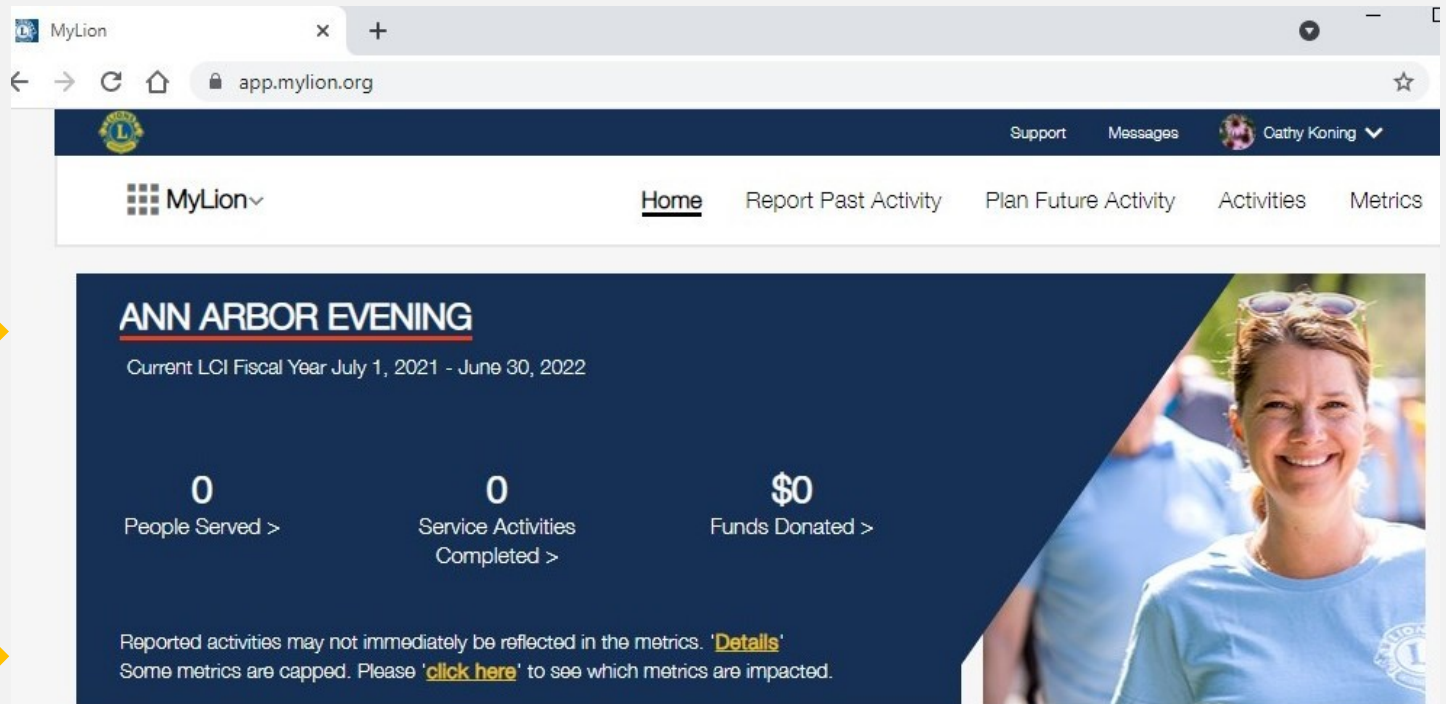 MyLion
app.mylion.org
Support Messages Cathy Koning
MyLion
Home Report Past Activity Plan Future Activity Activities Metrics
ANN ARBOR EVENING
Current LCI Fiscal Year July 1, 2021 - June 30, 2022
0 0 $0
People Served > Service Activities Funds Donated >
Completed >
Reported activities may not immediately be reflected in the metrics. 'Details'
Some metrics are capped. Please 'click here' to see which metrics are impacted.